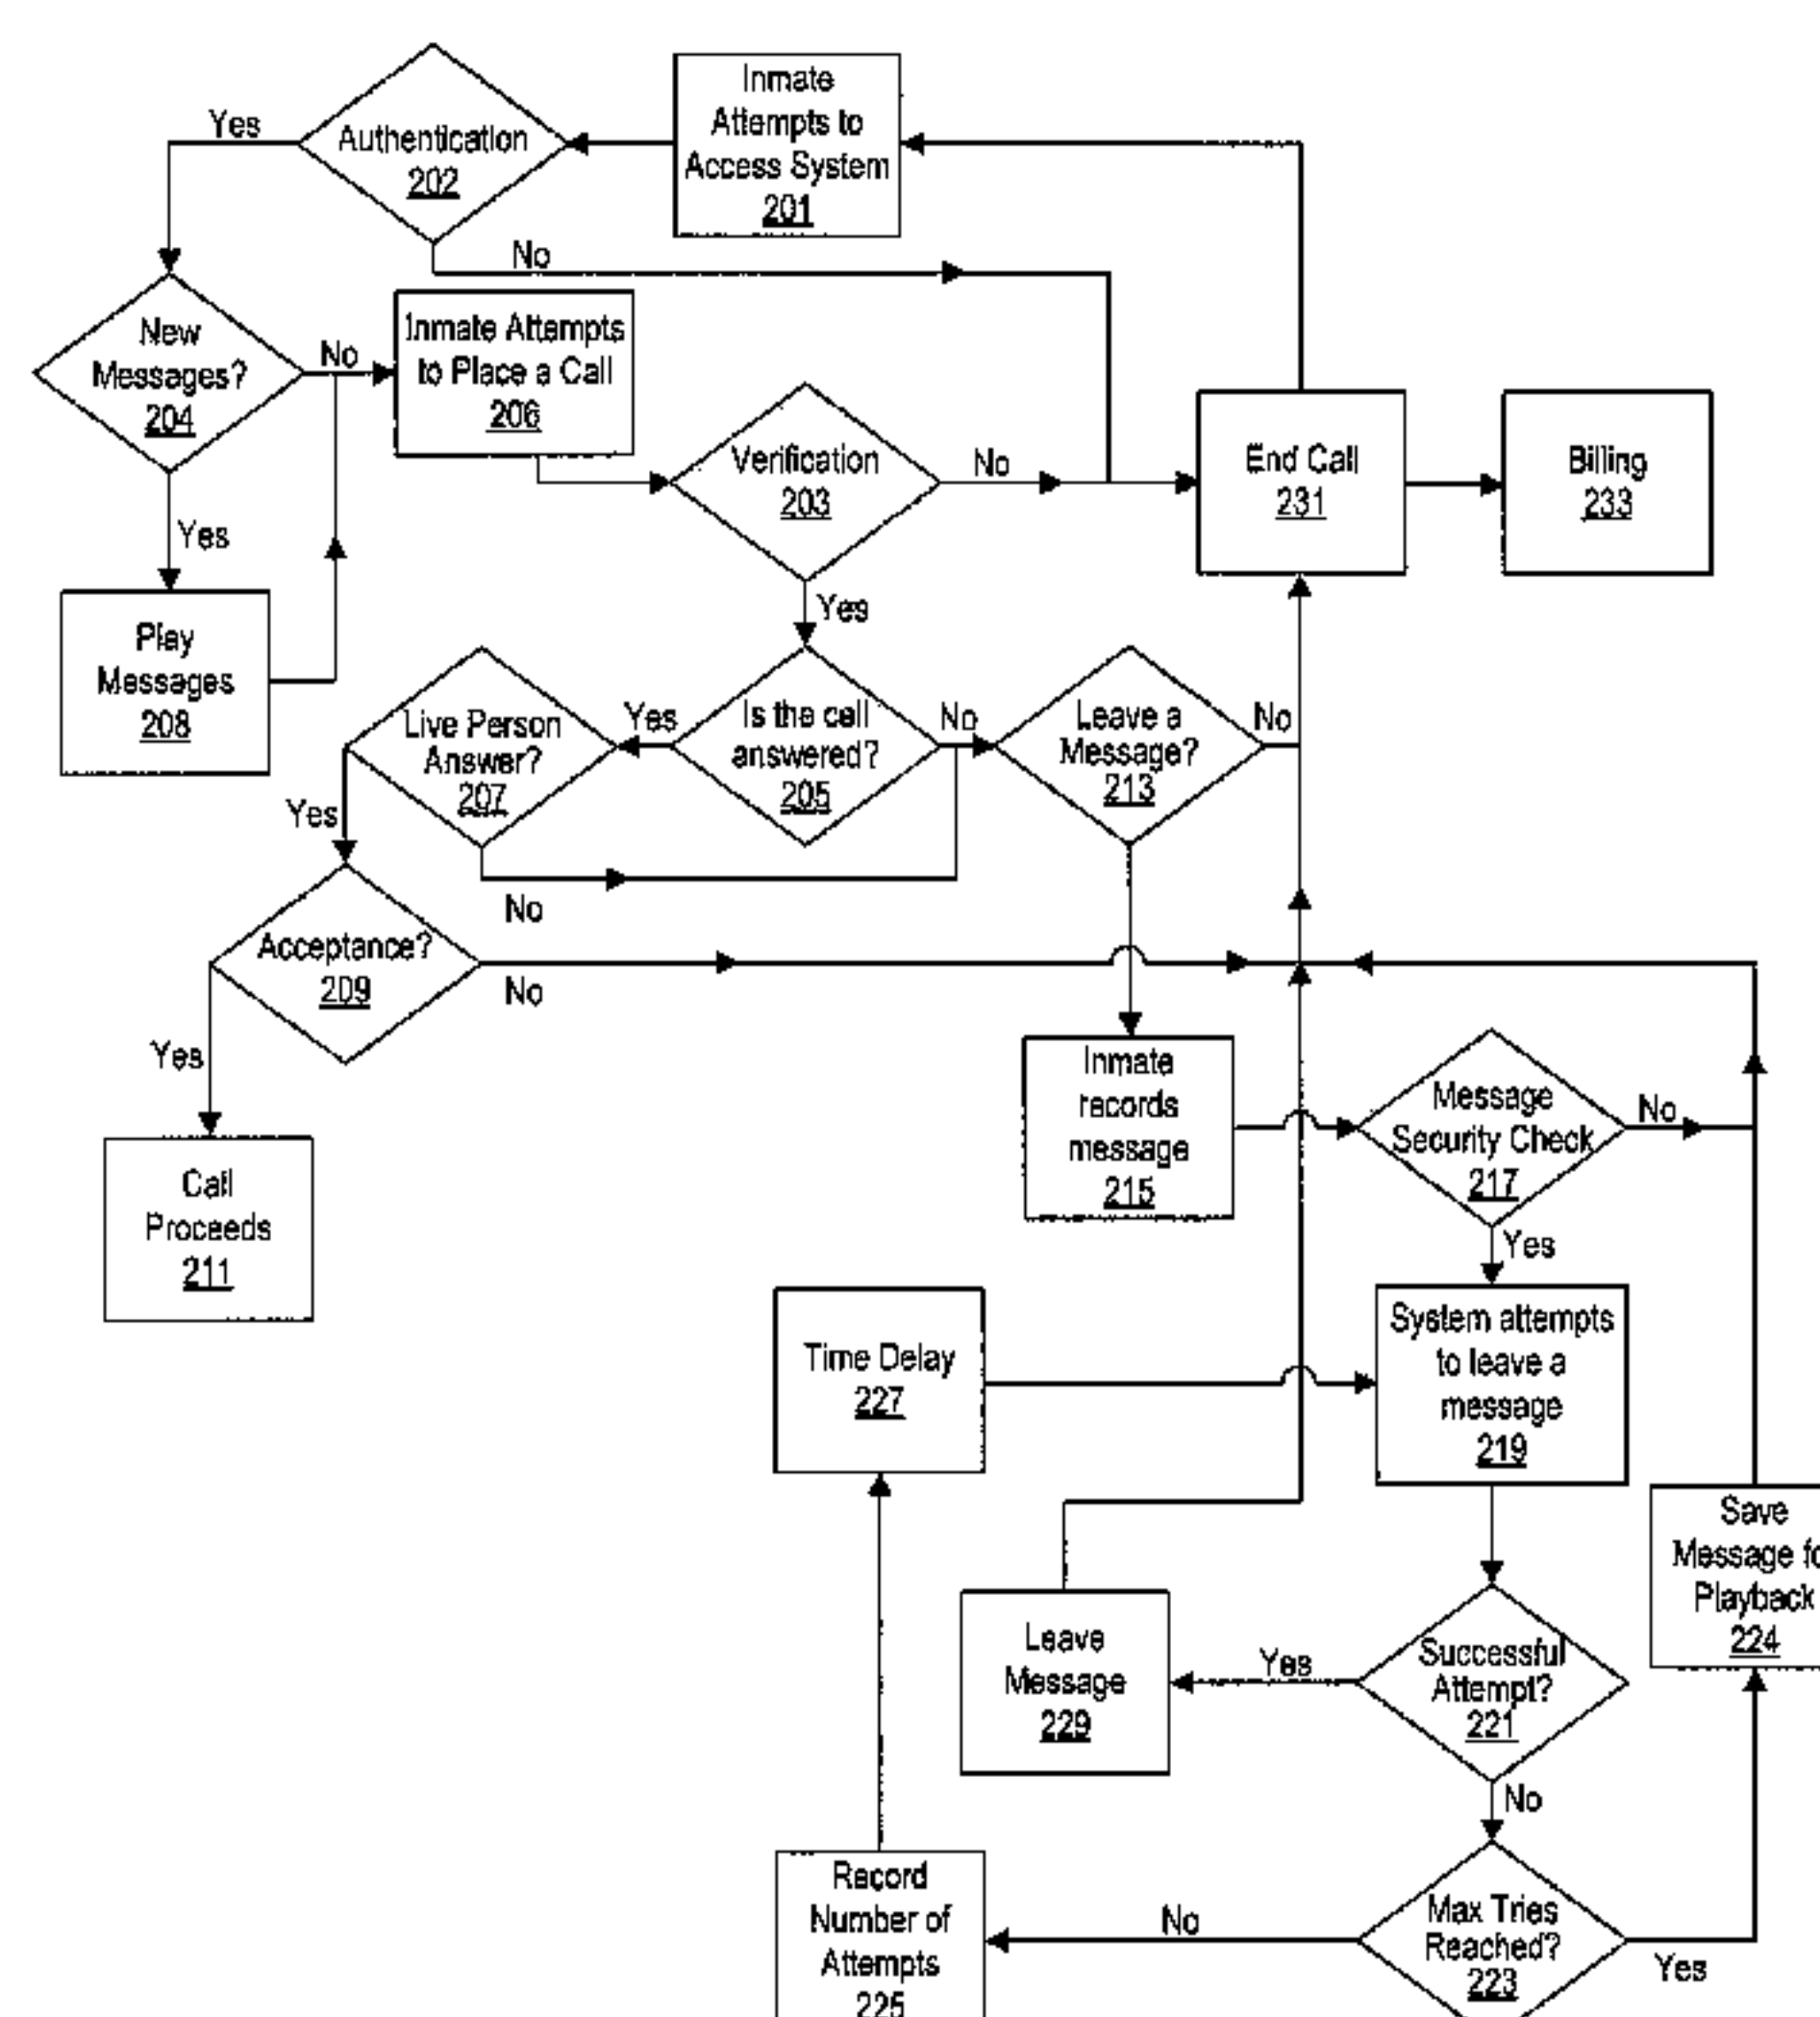 Inmate
Attempts to
Access System
201
Yes
Authentication
202
No
New
Messages?
204
No
Inmate Attempts
to Place a Call
206
Verification
203
No
End Call
231
Billing
233
Yes
Yes
Play
Messages
208
Live Person
Answer?
207
Yes
Is the cell
answered?
205
No
Leave a
Message?
213
No
Yes
No
Acceptance?
209
No
Yes
Call
Proceeds
211
Inmate
records
message
215
Message
Security Check
217
No
Yes
Time Delay
227
System attempts
to leave a
message
219
Save
Message fo
Playback
224
Leave
Message
229
Yes
Successful
Attempt?
221
No
Record
Number of
Attempts
225
No
Max Tries
Reached?
223
Yes